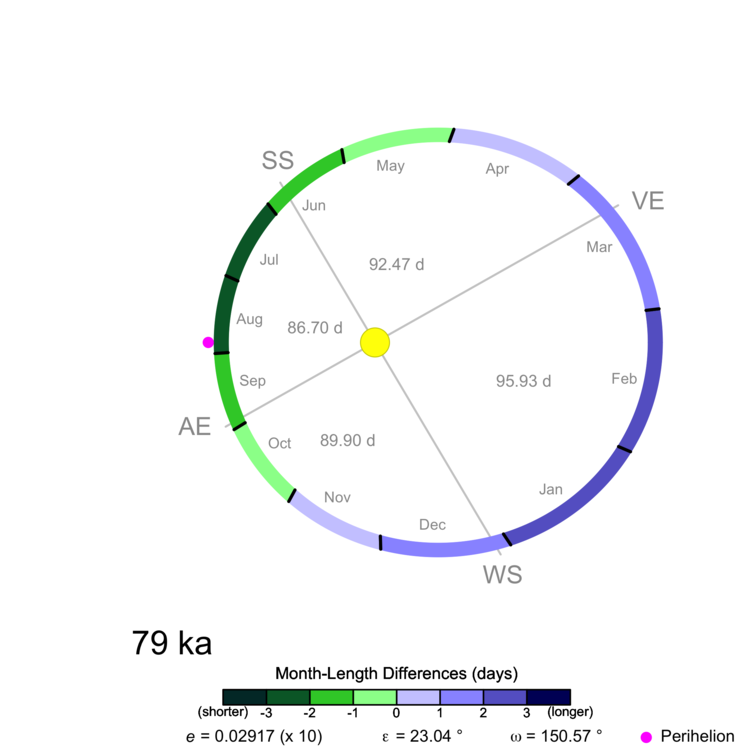 SS
May
Apr
VE
Jun
Mar
Jul
92.47 d
Aug
86.70 d
Sep
95.93 d
Feb
AE
Oct
89.90 d
Nov
Jan
Dec
WS
79 ka
Month-Length Differences (days)
(shorter) -3 -2 -1 0 1 2 3 (longer)
e = 0.02917 (x 10) ε = 23.04 ° ω = 150.57 ° Perihelion